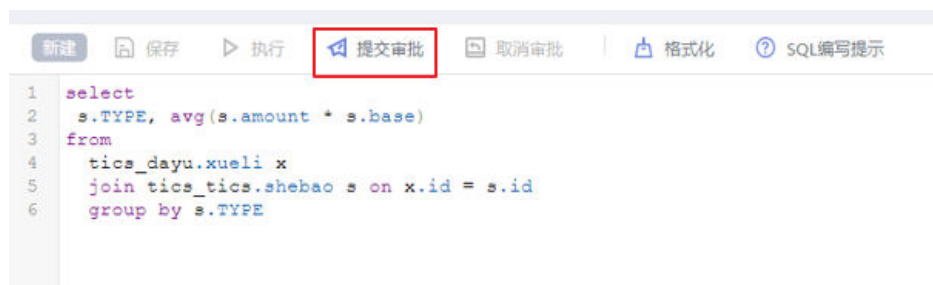 新建 保存 执行 提交审批 取消审批 格式化 SQL编写提示
1 select
2 s.TYPE, avg(s.amount * s.base)
3 from
4 tics_dayu.xueli x
5 join tics_tics.shebao s on x.id = s.id
6 group by s.TYPE